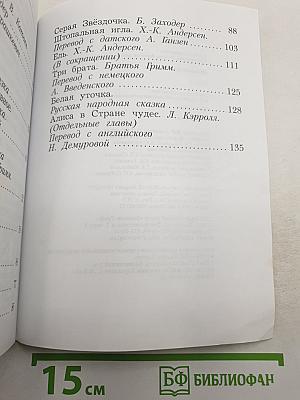 Серая Звёздочка. Б. Заходер . . 88
Штопальная игла. Х.-К. Андерсен.
Перевод с датского А. Ганзен . . 103
Ель. Х.-К. Андерсен.
(В сокращении) . . . . . . . . 111
Три брата. Братья Гримм.
Перевод с немецкого
А. Введенского . . . . . . . . 125
Белая уточка.
Русская народная сказка . . . . 128
Алиса в Стране чудес. Л. Кэрролл.
(Отдельные главы)
Перевод с английского
Н. Демуровой . . . . . . . . . 135
15 см
БФ БИБЛИОФАН